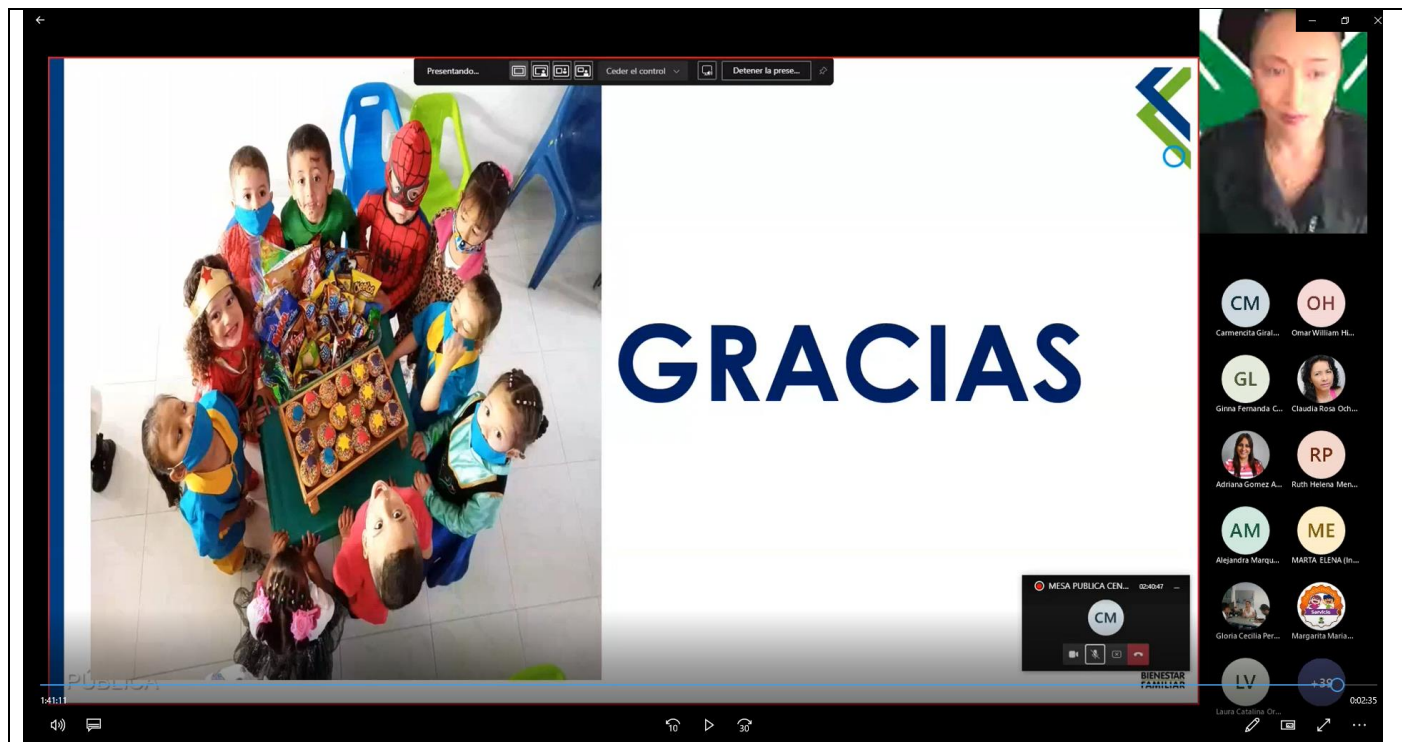 Presentando...
Ceder el control
Detener la prese...
GRACIAS
CM
Carmencita Giral...
OH
Omar William Hi...
GL
Ginna Fernanda C...
Claudia Rosa Och...
Adriana Gomez A...
RP
Ruth Helena Men...
AM
Alejandra Marqu...
ME
MARTA ELENA (In...
Gloria Cecilia Per...
Servicio
Margarita Maria...
LV
Laura Catalina Or...
+39
MESA PUBLICA CEN...
02:40:47
CM
PÚBLICA
BIENESTAR
FAMILIAR
1:41:11
0:02:35
10
30